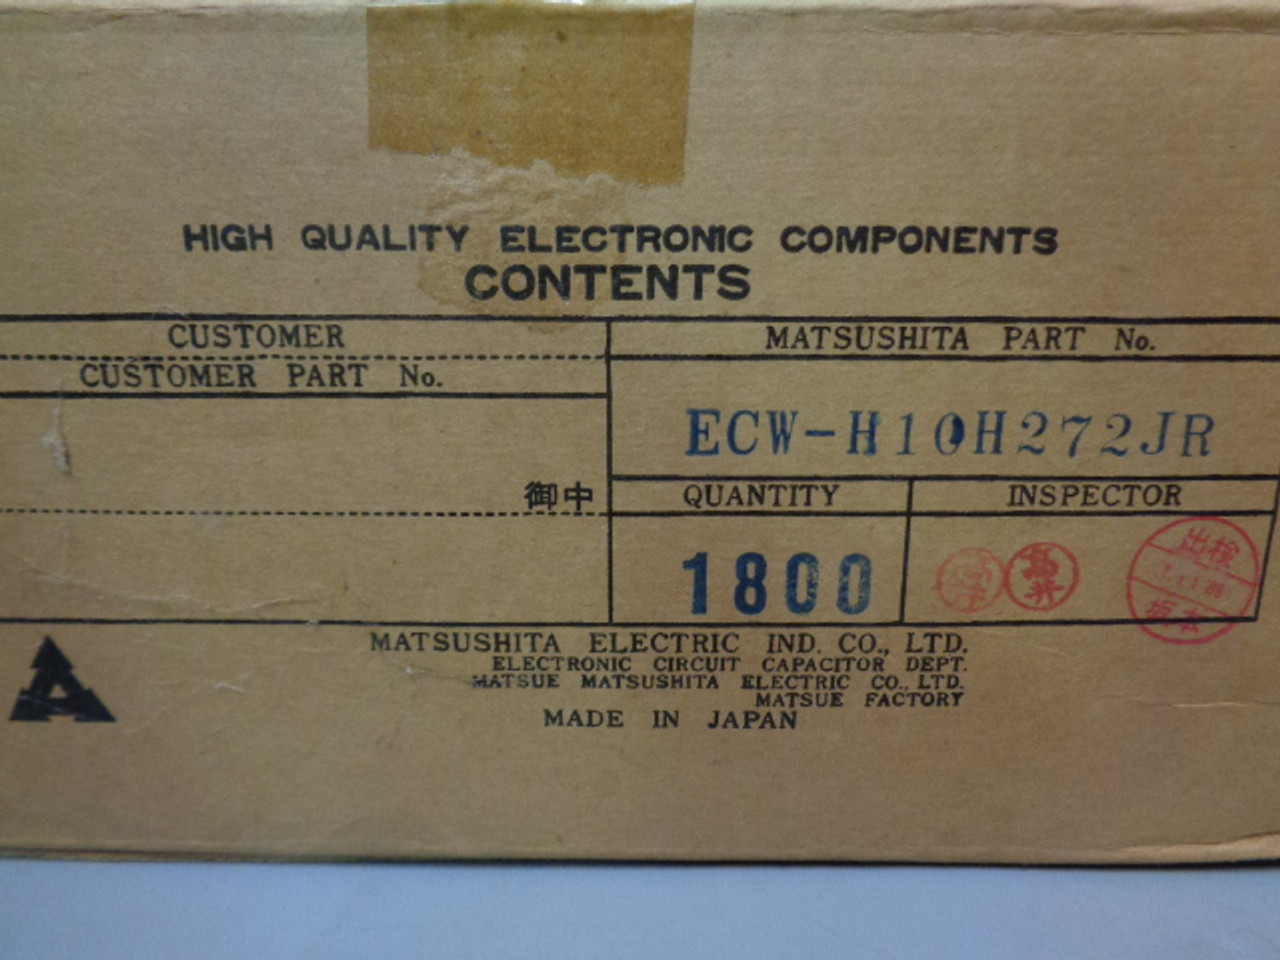 HIGH QUALITY ELECTRONIC COMPONENTS
CONTENTS
CUSTOMER
CUSTOMER PART No.
御中
MATSUSHITA PART No.
ECW-H10H272JR
QUANTITY
1800
INSPECTOR
出検
MATSUSHITA ELECTRIC IND. CO., LTD.
ELECTRONIC CIRCUIT CAPACITOR DEPT.
MATSUE MATSUSHITA ELECTRIC CO., LTD.
MATSUE FACTORY
MADE IN JAPAN